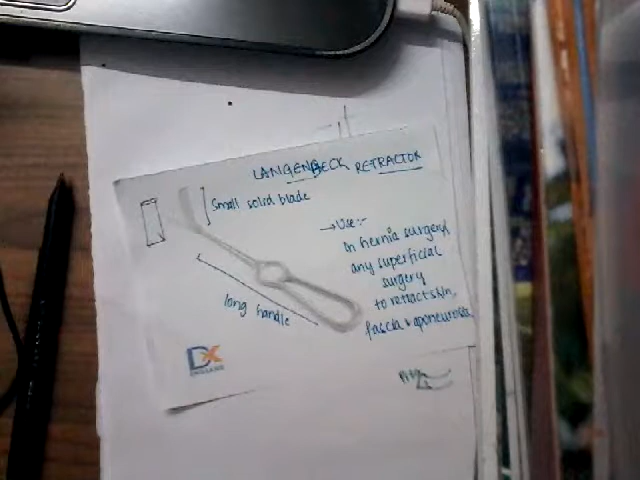 LANGENBECK RETRACTOR
Small solid blade
→ Use:-
In hernia surgery,
any superficial
surgery
to retract skin,
fascia & aponeurosis
long handle
DX